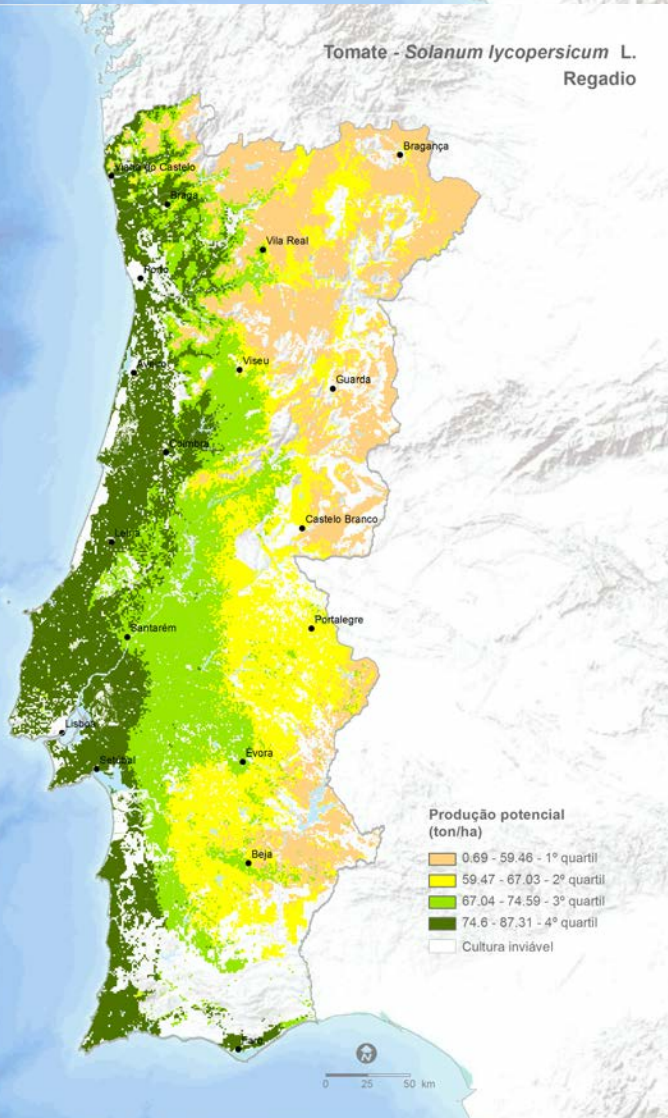 Tomate - Solanum lycopersicum L.
Regadio
Bragança
Viana do Castelo
Braga
Vila Real
Porto
Viseu
Aveiro
Guarda
Coimbra
Castelo Branco
Leiria
Portalegre
Santarém
Lisboa
Évora
Setúbal
Produção potencial
(ton/ha)
0.69 - 59.46 - 1º quartil
59.47 - 67.03 - 2º quartil
67.04 - 74.59 - 3º quartil
74.6 - 87.31 - 4º quartil
Cultura inviável
Beja
Faro
N
0 25 50 km